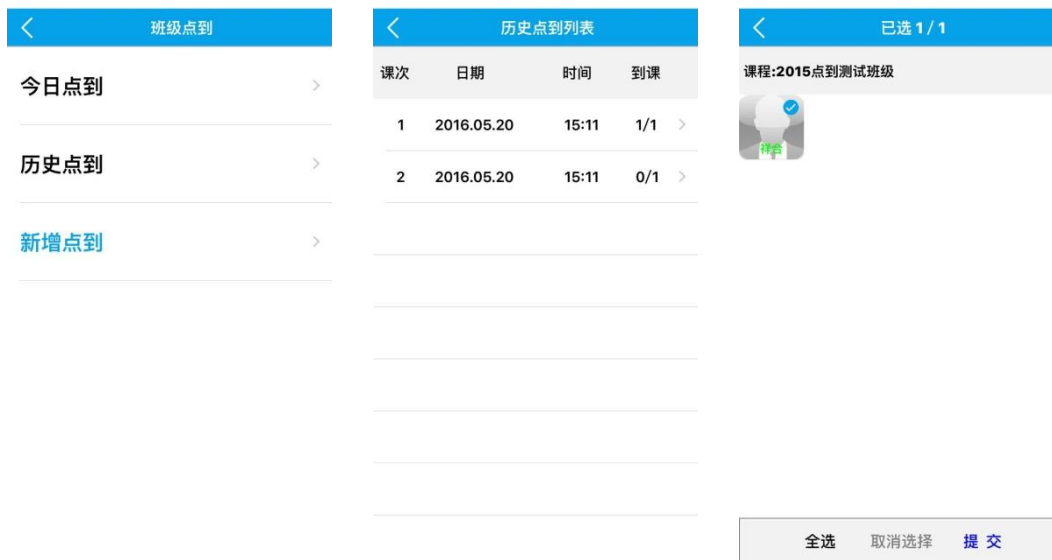 班级点到
今日点到
历史点到
新增点到
历史点到列表
课次 日期 时间 到课
1 2016.05.20 15:11 1/1
2 2016.05.20 15:11 0/1
已选 1 / 1
课程:2015点到测试班级
祥合
全选 取消选择 提 交